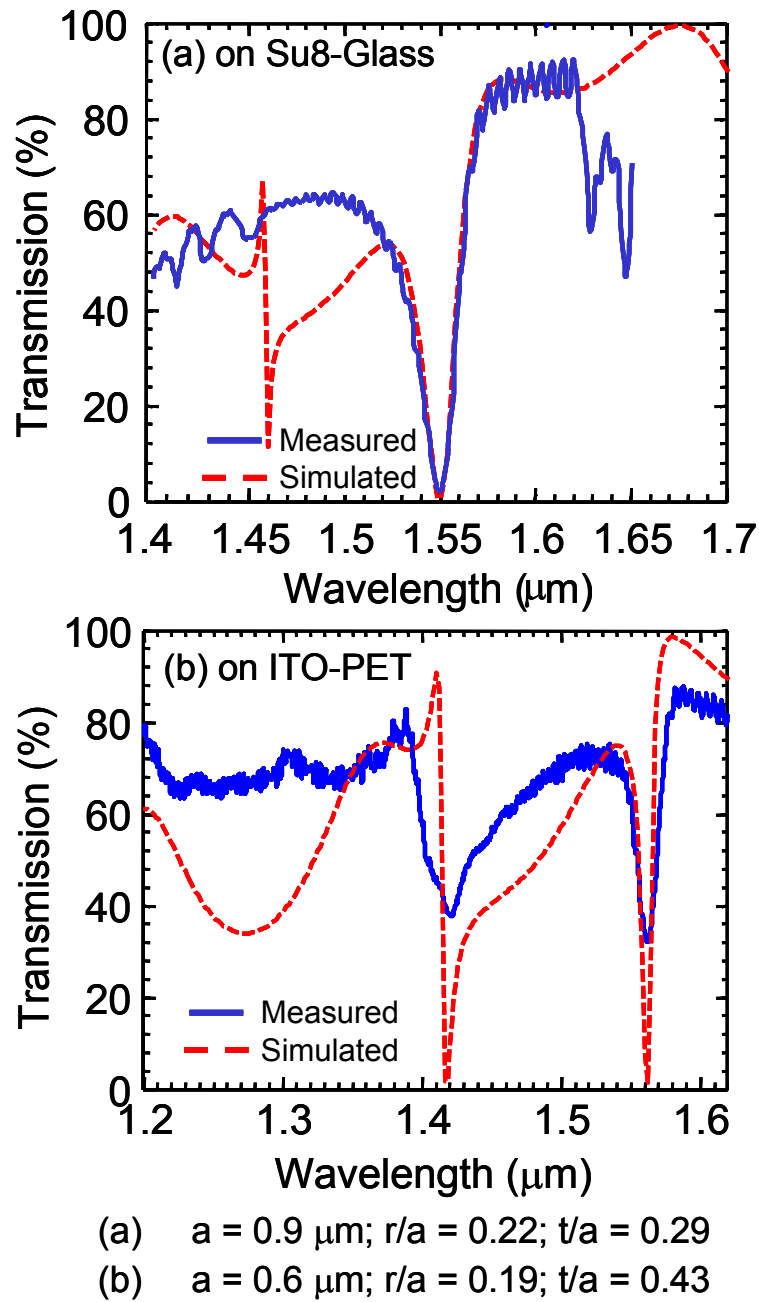 100
(a) on Su8-Glass
80
60
40
20
0
Transmission (%)
Measured
Simulated
1.4 1.45 1.5 1.55 1.6 1.65 1.7
Wavelength (μm)
100
(b) on ITO-PET
80
60
40
20
0
Transmission (%)
Measured
Simulated
1.2 1.3 1.4 1.5 1.6
Wavelength (μm)
(a) a = 0.9 μm; r/a = 0.22; t/a = 0.29
(b) a = 0.6 μm; r/a = 0.19; t/a = 0.43